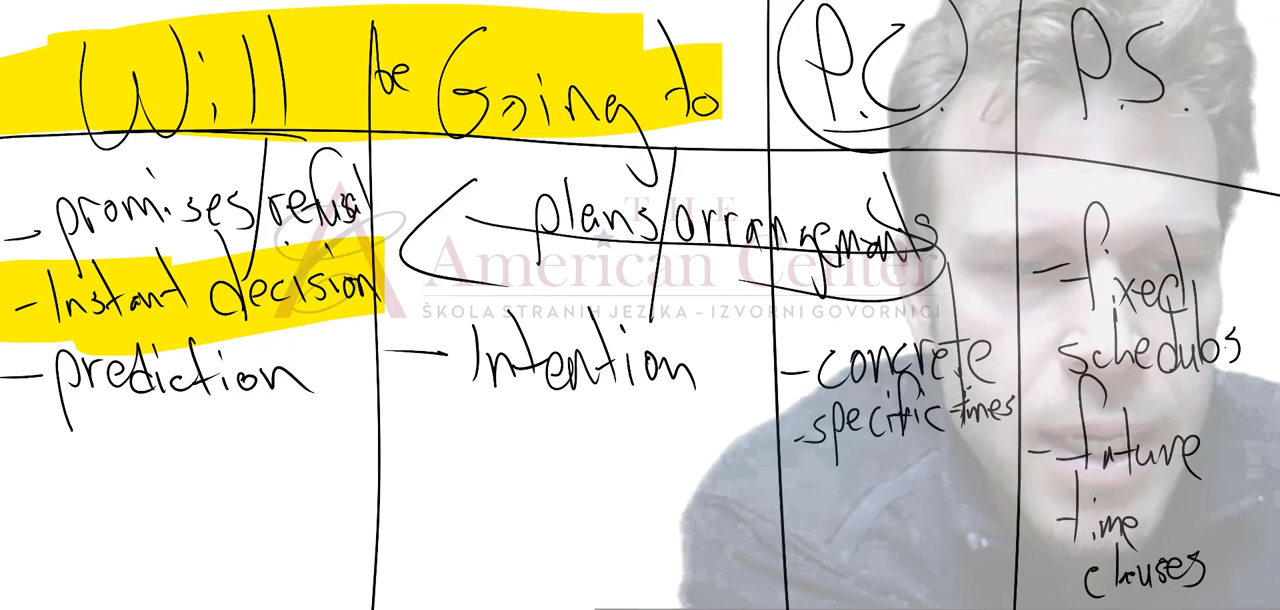 Will
be Going to
P.C.
P.S.
- promises/refusal
- Instant decision
- prediction
plans/arrangements
- Intention
- concrete
- specific times
- fixed
schedules
- future
time
clauses
THE
American Center
ŠKOLA STRANIH JEZIKA - IZVORNI GOVORNICI